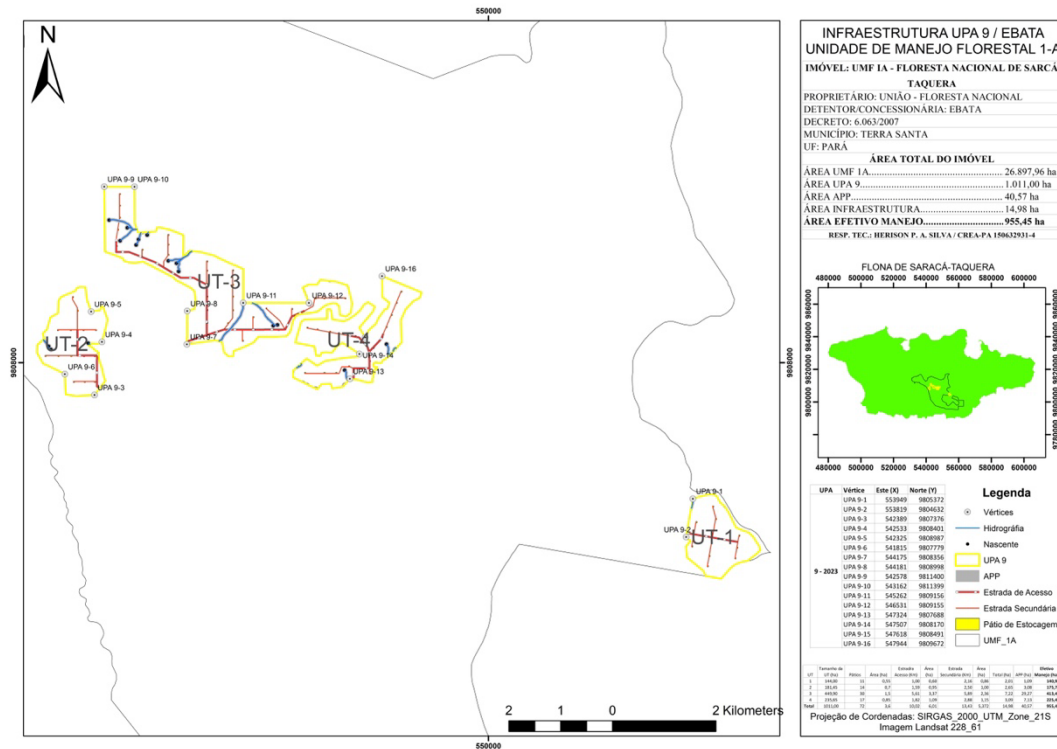 550000
N
UPA 9-9
UPA 9-10
UT-3
UPA 9-16
UPA 9-11
UPA 9-12
UPA 9-8
UPA 9-7
UPA 9-5
UPA 9-4
UT-2
UPA 9-6
UPA 9-3
UT-4
UPA 9-14
UPA 9-13
9808000
9808000
UPA 9-1
UPA 9-2
UT-1
2 1 0 2 Kilometers
550000
INFRAESTRUTURA UPA 9 / EBATA
UNIDADE DE MANEJO FLORESTAL 1-A
IMÓVEL: UMF IA - FLORESTA NACIONAL DE SARCÁ
TAQUERA
PROPRIETÁRIO: UNIÃO - FLORESTA NACIONAL
DETENTOR/CONCESSIONÁRIA: EBATA
DECRETO: 6.063/2007
MUNICÍPIO: TERRA SANTA
UF: PARÁ
ÁREA TOTAL DO IMÓVEL
ÁREA UMF 1A 26.897,96 ha
ÁREA UPA 9 1.011,00 ha
ÁREA APP 40,57 ha
ÁREA INFRAESTRUTURA 14,98 ha
ÁREA EFETIVO MANEJO 955,45 ha
RESP. TEC.: HERISON P. A. SILVA / CREA-PA 150632931-4
FLONA DE SARACÁ-TAQUERA
480000 500000 520000 540000 560000 580000 600000
9860000
9840000
9820000
9800000
9780000
480000 500000 520000 540000 560000 580000 600000
UPA Vértice Este (X) Norte (Y)
UPA 9-1 553949 9805372
UPA 9-2 553819 9804632
UPA 9-3 542389 9807376
UPA 9-4 542533 9808401
UPA 9-5 542325 9808987
UPA 9-6 541815 9807779
UPA 9-7 544175 9808356
UPA 9-8 544181 9808998
9 - 2023 UPA 9-9 542578 9811400
UPA 9-10 543162 9811399
UPA 9-11 545262 9809156
UPA 9-12 546531 9809155
UPA 9-13 547324 9807688
UPA 9-14 547507 9808170
UPA 9-15 547618 9808491
UPA 9-16 547944 9809672
Legenda
Vértices
Hidrográfia
Nascente
UPA 9
APP
Estrada de Acesso
Estrada Secundária
Pátio de Estocagem
UMF_1A
Projeção de Cordenadas: SIRGAS_2000_UTM_Zone_21S
Imagem Landsat 228_61